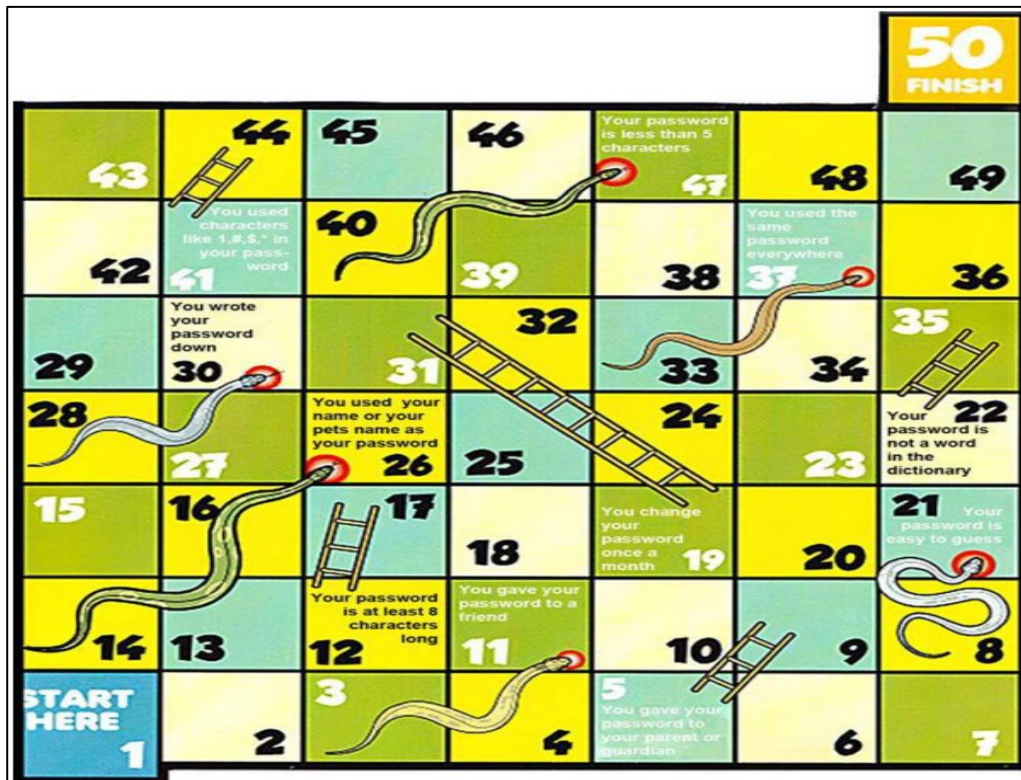 50
FINISH
43
44
45
46
Your password
is less than 5
characters
47
48
49
42
You used
characters
like 1,#,$,* in
your pass-
word
41
40
39
38
You used the
same
password
everywhere
37
36
29
You wrote
your
password
down
30
31
32
33
34
35
28
27
You used your
name or your
pets name as
your password
26
25
24
23
22
Your
password is
not a word
in the
dictionary
15
16
17
18
You change
your
password
once a
month
19
20
21
Your
password is
easy to guess
14
13
Your password
is at least 8
characters
long
12
You gave your
password to a
friend
11
10
9
8
START
HERE
1
2
3
4
5
You gave your
password to
your parent or
guardian
6
7